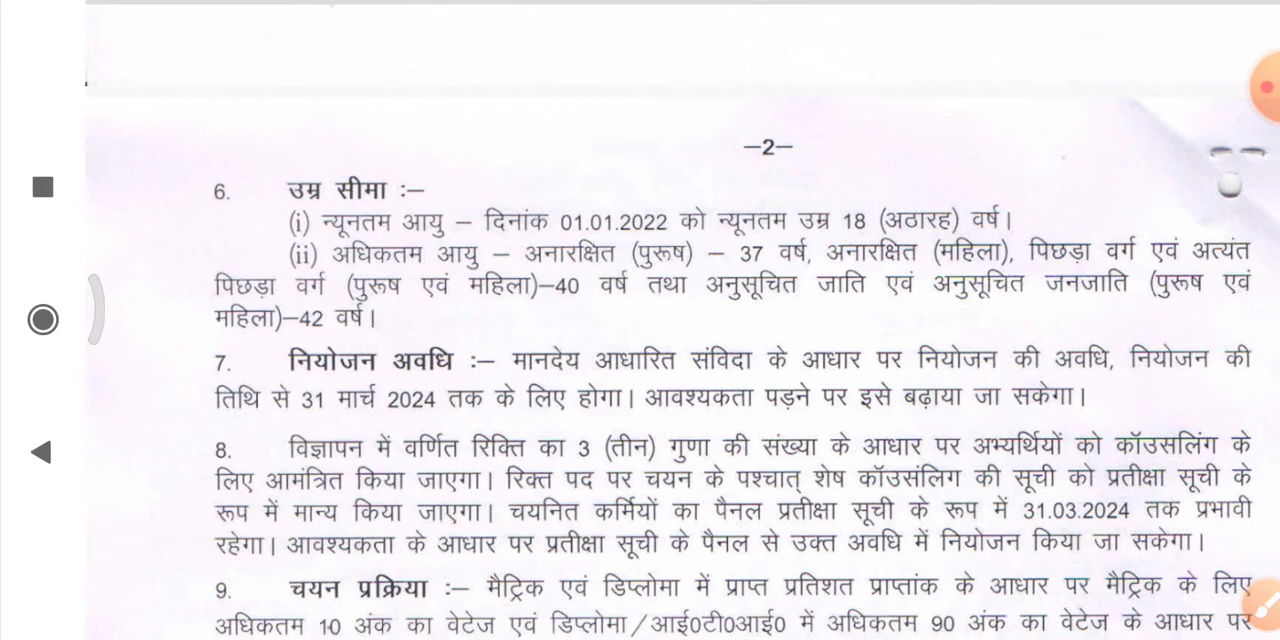 –2–
6. उम्र सीमा :–
(i) न्यूनतम आयु – दिनांक 01.01.2022 को न्यूनतम उम्र 18 (अठारह) वर्ष।
(ii) अधिकतम आयु – अनारक्षित (पुरूष) – 37 वर्ष, अनारक्षित (महिला), पिछड़ा वर्ग एवं अत्यंत
पिछड़ा वर्ग (पुरूष एवं महिला)–40 वर्ष तथा अनुसूचित जाति एवं अनुसूचित जनजाति (पुरूष एवं
महिला)–42 वर्ष।
7. नियोजन अवधि :– मानदेय आधारित संविदा के आधार पर नियोजन की अवधि, नियोजन की
तिथि से 31 मार्च 2024 तक के लिए होगा। आवश्यकता पड़ने पर इसे बढ़ाया जा सकेगा।
8. विज्ञापन में वर्णित रिक्ति का 3 (तीन) गुणा की संख्या के आधार पर अभ्यर्थियों को कॉउसलिंग के
लिए आमंत्रित किया जाएगा। रिक्त पद पर चयन के पश्चात् शेष कॉउसंलिंग की सूची को प्रतीक्षा सूची के
रूप में मान्य किया जाएगा। चयनित कर्मियों का पैनल प्रतीक्षा सूची के रूप में 31.03.2024 तक प्रभावी
रहेगा। आवश्यकता के आधार पर प्रतीक्षा सूची के पैनल से उक्त अवधि में नियोजन किया जा सकेगा।
9. चयन प्रक्रिया :– मैट्रिक एवं डिप्लोमा में प्राप्त प्रतिशत प्राप्तांक के आधार पर मैट्रिक के लिए
अधिकतम 10 अंक का वेटेज एवं डिप्लोमा/आई0टी0आई0 में अधिकतम 90 अंक का वेटेज के आधार पर